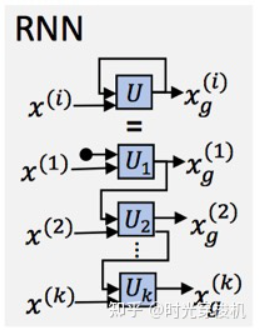 RNN
x^{(i)} U x_g^{(i)}
=
x^{(1)} U_1 x_g^{(1)}
x^{(2)} U_2 x_g^{(2)}
⋮
x^{(k)} U_k x_g^{(k)}
知乎 @时光穿梭机